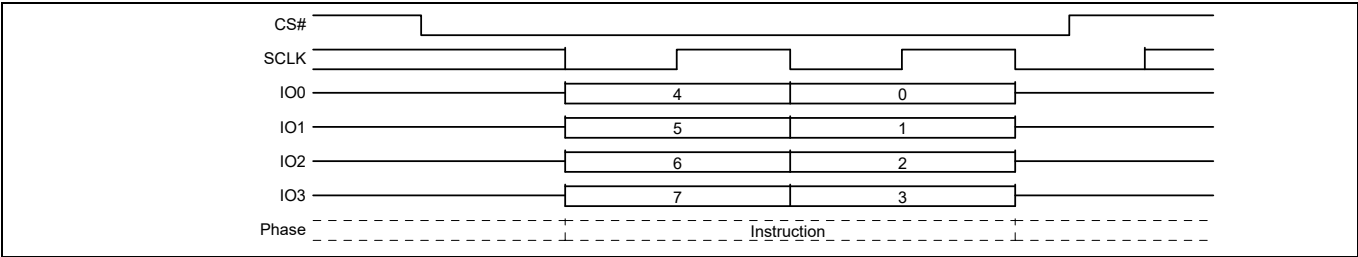 CS#
SCLK
IO0 4 0
IO1 5 1
IO2 6 2
IO3 7 3
Phase Instruction